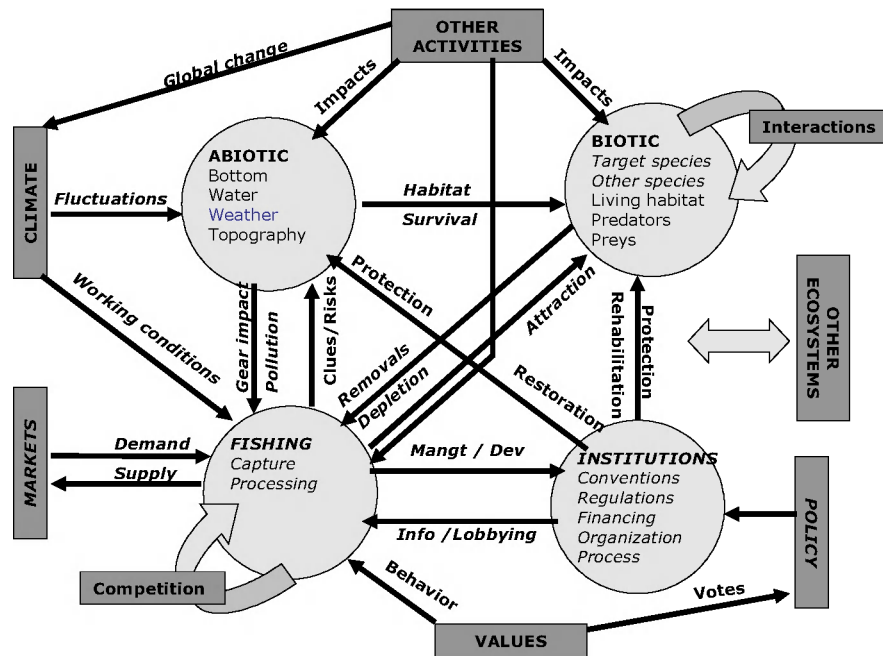 OTHER
ACTIVITIES
Global change
Impacts
Impacts
ABIOTIC
Bottom
Water
Weather
Topography
BIOTIC
Target species
Other species
Living habitat
Predators
Preys
Interactions
CLIMATE
Fluctuations
Habitat
Survival
Working conditions
Gear impact
Pollution
Clues/Risks
Protection
Restoration
Removals
Depletion
Attraction
Rehabilitation
Protection
OTHER
ECOSYSTEMS
MARKETS
Demand
Supply
FISHING
Capture
Processing
Mangt / Dev
Info /Lobbying
INSTITUTIONS
Conventions
Regulations
Financing
Organization
Process
POLICY
Competition
Behavior
Votes
VALUES